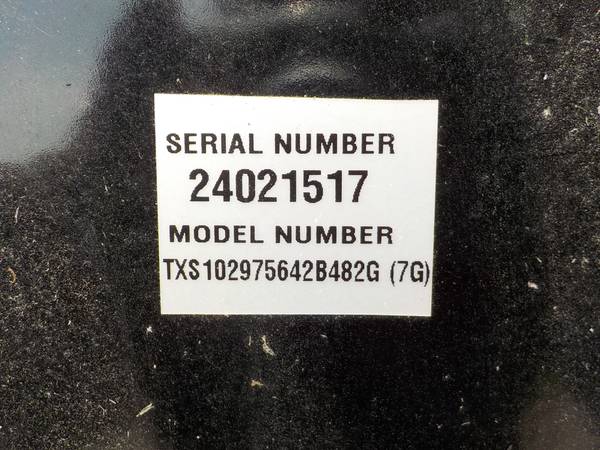 SERIAL NUMBER
24021517
MODEL NUMBER
TXS102975642B482G (7G)